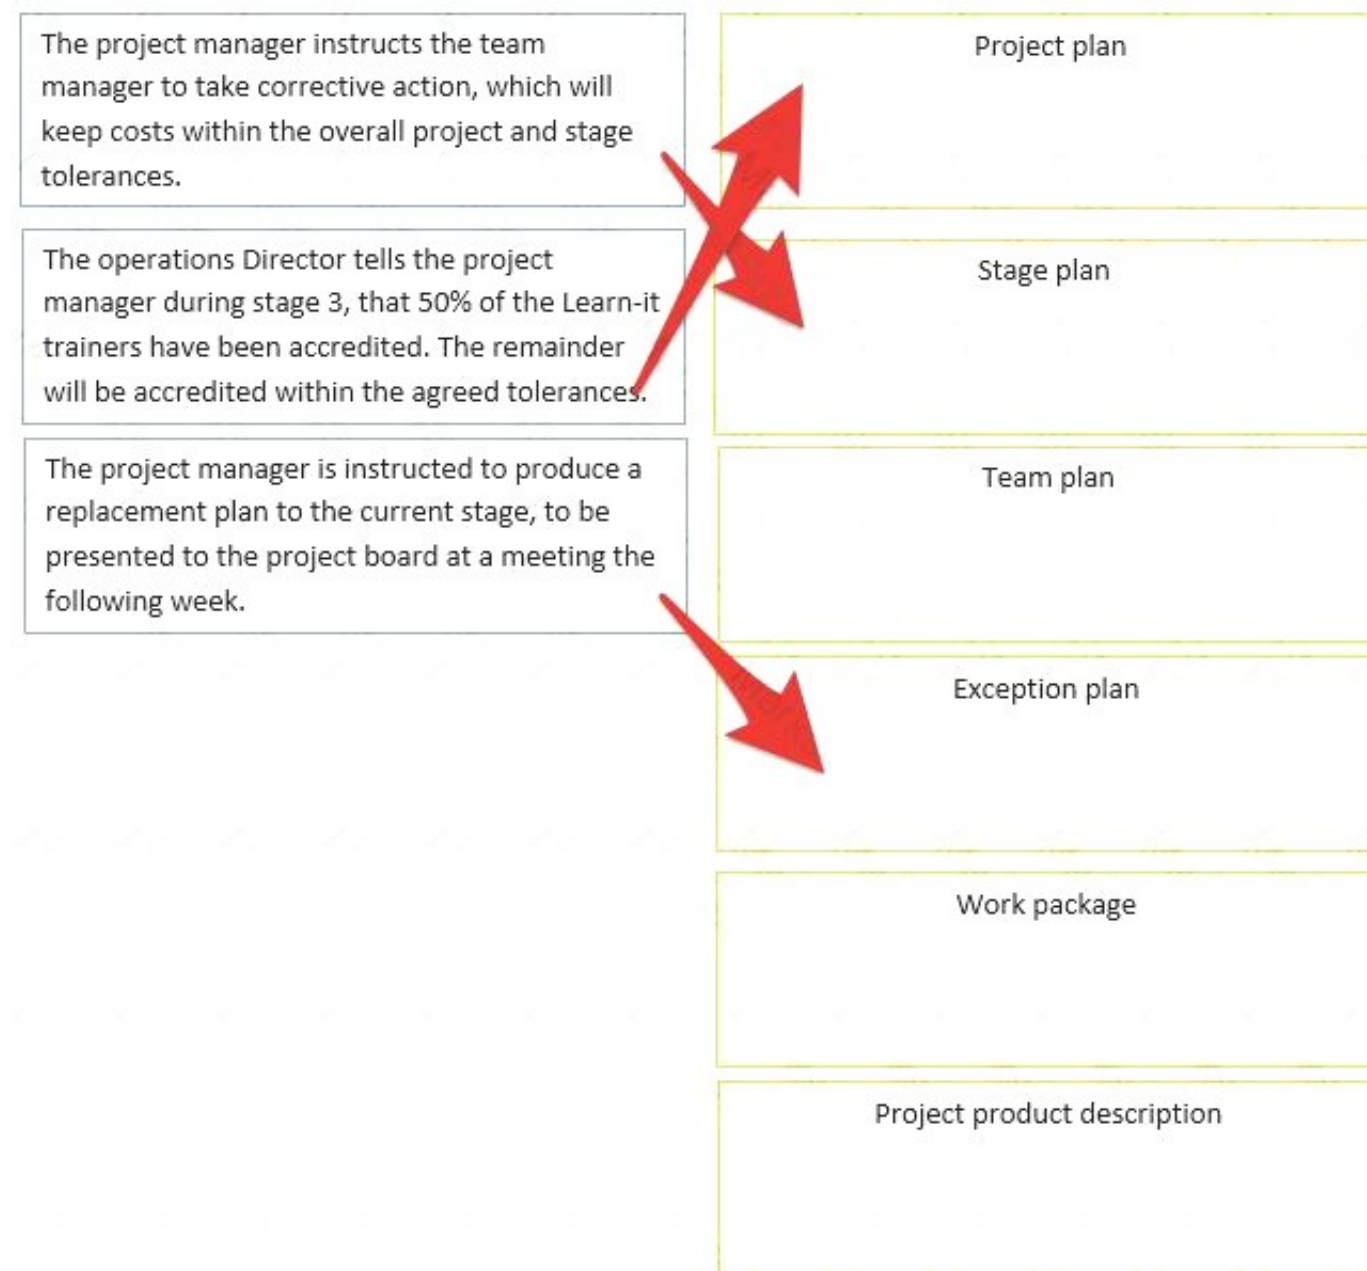 The project manager instructs the team
manager to take corrective action, which will
keep costs within the overall project and stage
tolerances.
The operations Director tells the project
manager during stage 3, that 50% of the Learn-it
trainers have been accredited. The remainder
will be accredited within the agreed tolerances.
The project manager is instructed to produce a
replacement plan to the current stage, to be
presented to the project board at a meeting the
following week.
Project plan
Stage plan
Team plan
Exception plan
Work package
Project product description